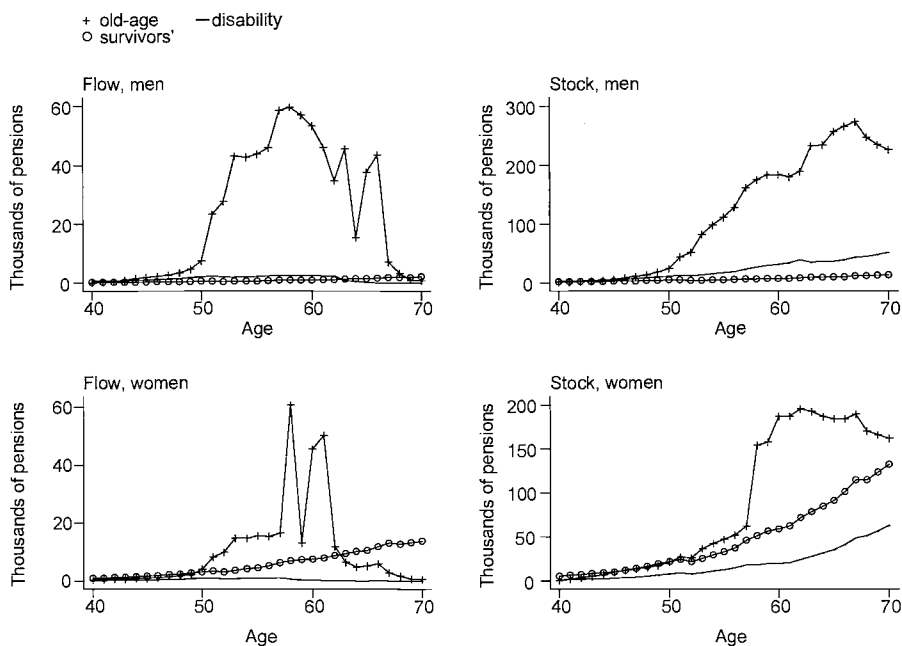 + old-age — disability
o survivors'
Flow, men
Thousands of pensions
60
40
20
0
40 50 60 70
Age
Stock, men
Thousands of pensions
300
200
100
0
40 50 60 70
Age
Flow, women
Thousands of pensions
60
40
20
0
40 50 60 70
Age
Stock, women
Thousands of pensions
200
150
100
50
0
40 50 60 70
Age